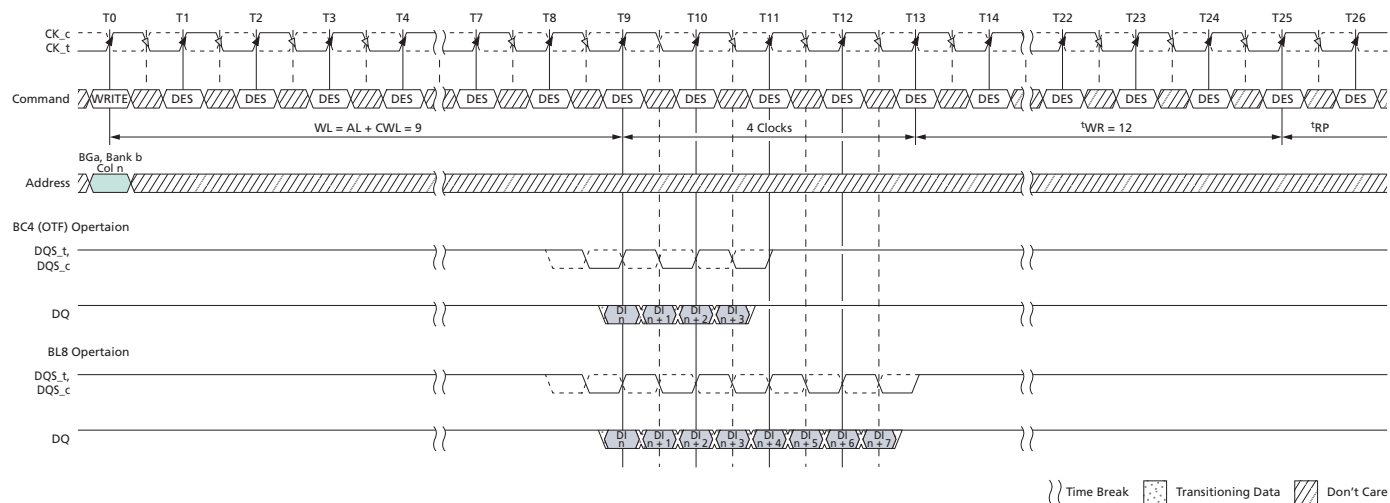 T0 T1 T2 T3 T4 T7 T8 T9 T10 T11 T12 T13 T14 T22 T23 T24 T25 T26
CK_c
CK_t
Command WRITE DES DES DES DES DES DES DES DES DES DES DES DES DES DES DES DES DES
WL = AL + CWL = 9 4 Clocks tWR = 12 tRP
BGa, Bank b
Col n
Address
BC4 (OTF) Opertaion
DQS_t,
DQS_c
DQ DI n DI n + 1 DI n + 2 DI n + 3
BL8 Opertaion
DQS_t,
DQS_c
DQ DI n DI n + 1 DI n + 2 DI n + 3 DI n + 4 DI n + 5 DI n + 6 DI n + 7
Time Break Transitioning Data Don't Care